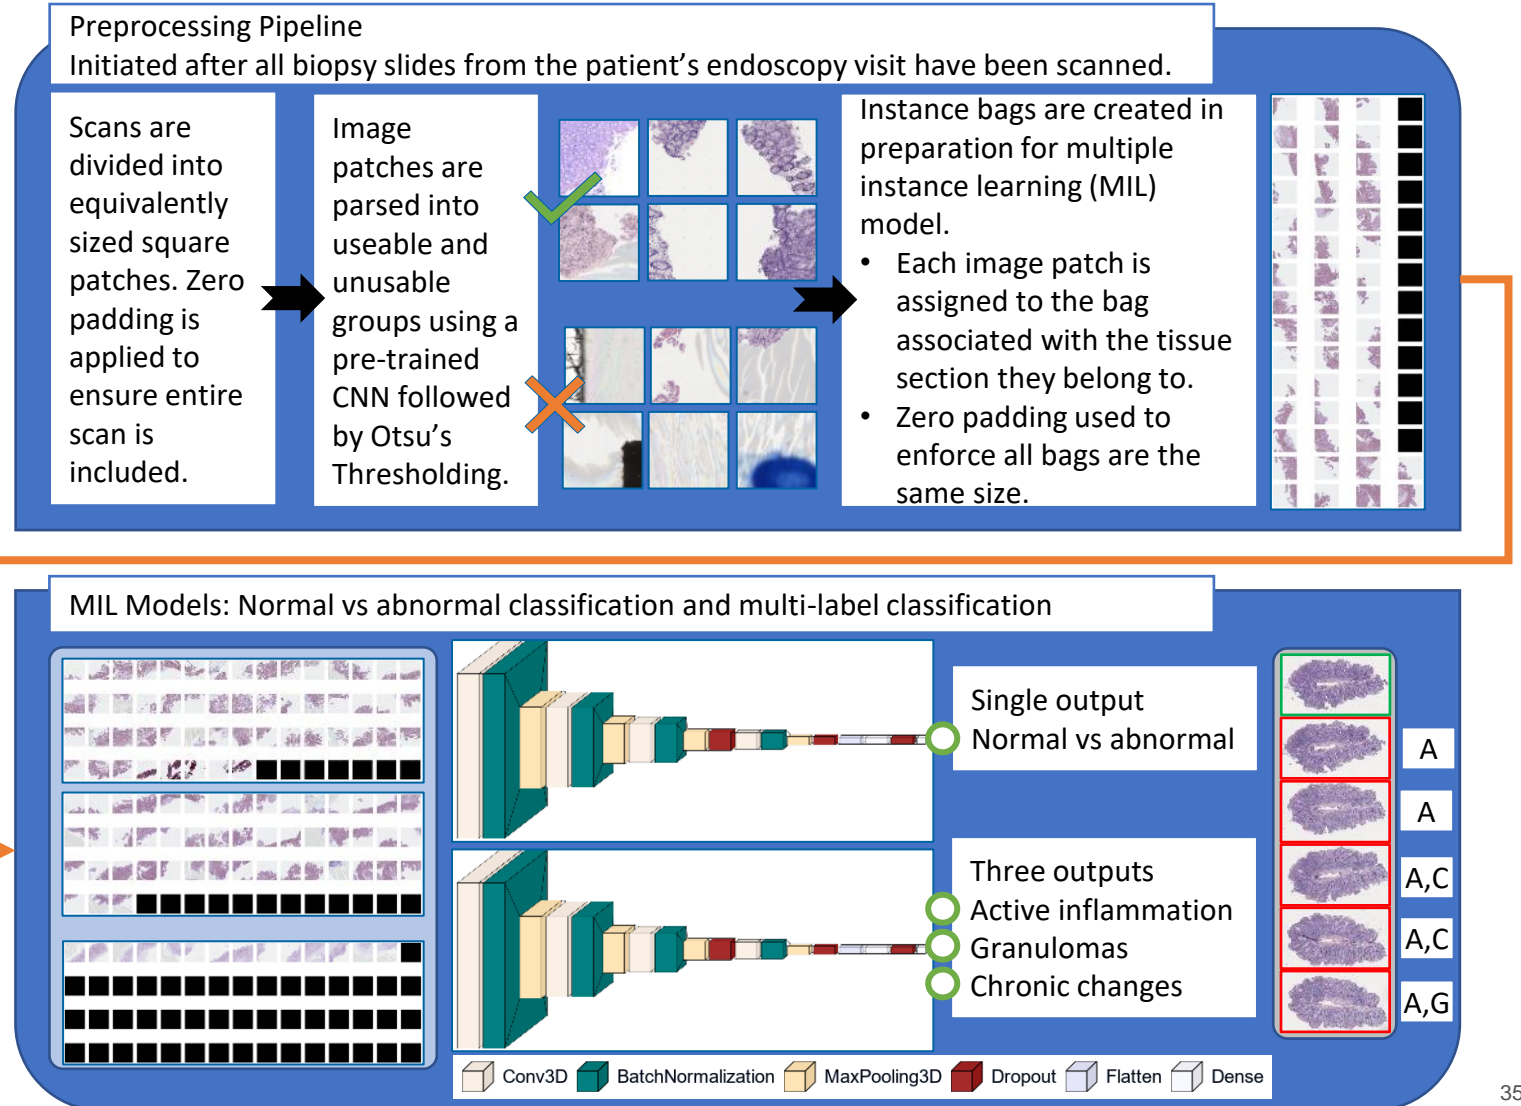 Preprocessing Pipeline
Initiated after all biopsy slides from the patient's endoscopy visit have been scanned.
Scans are
divided into
equivalently
sized square
patches. Zero
padding is
applied to
ensure entire
scan is
included.
Image
patches are
parsed into
useable and
unusable
groups using a
pre-trained
CNN followed
by Otsu's
Thresholding.
Instance bags are created in
preparation for multiple
instance learning (MIL)
model.
• Each image patch is
assigned to the bag
associated with the tissue
section they belong to.
• Zero padding used to
enforce all bags are the
same size.
MIL Models: Normal vs abnormal classification and multi-label classification
Single output
Normal vs abnormal
Three outputs
Active inflammation
Granulomas
Chronic changes
A
A
A,C
A,C
A,G
Conv3D BatchNormalization MaxPooling3D Dropout Flatten Dense
35